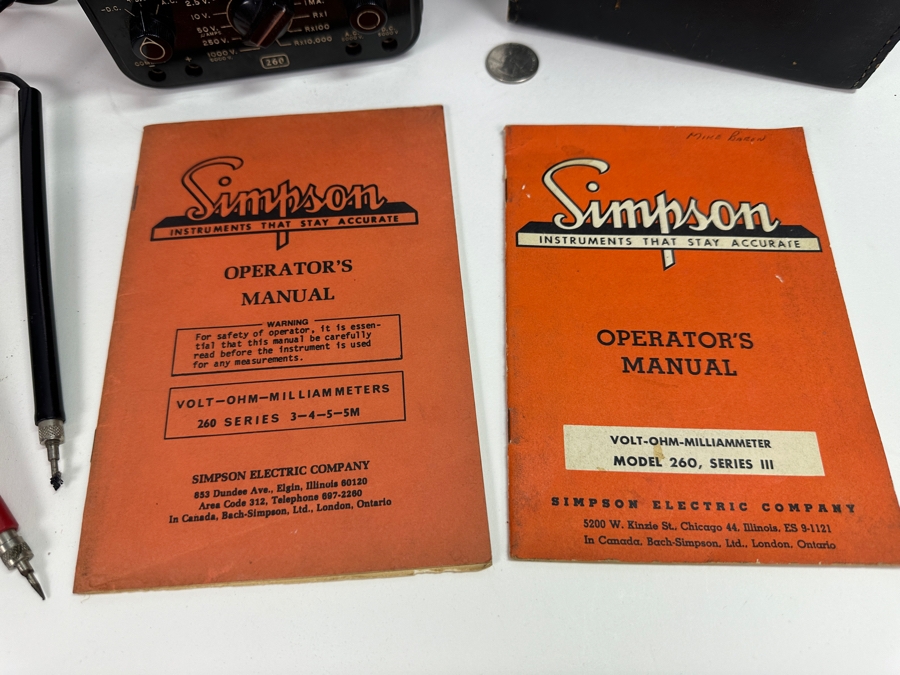 -D.C.
A.C.
2.5V.
1MA.
10V.
Rx1
50V.
Rx100
250V.
Rx10,000
1000V.
260
Simpson
INSTRUMENTS THAT STAY ACCURATE
OPERATOR'S
MANUAL
WARNING
For safety of operator, it is essen-
tial that this manual be carefully
read before the instrument is used
for any measurements.
VOLT—OHM—MILLIAMMETERS
260 SERIES 3—4—5—5M
SIMPSON ELECTRIC COMPANY
853 Dundee Ave., Elgin, Illinois 60120
Area Code 312, Telephone 697-2260
In Canada, Bach-Simpson, Ltd., London, Ontario
Mike
Simpson
INSTRUMENTS THAT STAY ACCURATE
OPERATOR'S
MANUAL
VOLT-OHM-MILLIAMMETER
MODEL 260, SERIES III
SIMPSON ELECTRIC COMPANY
5200 W. Kinzie St., Chicago 44, Illinois, ES 9-1121
In Canada, Bach-Simpson, Ltd., London, Ontario